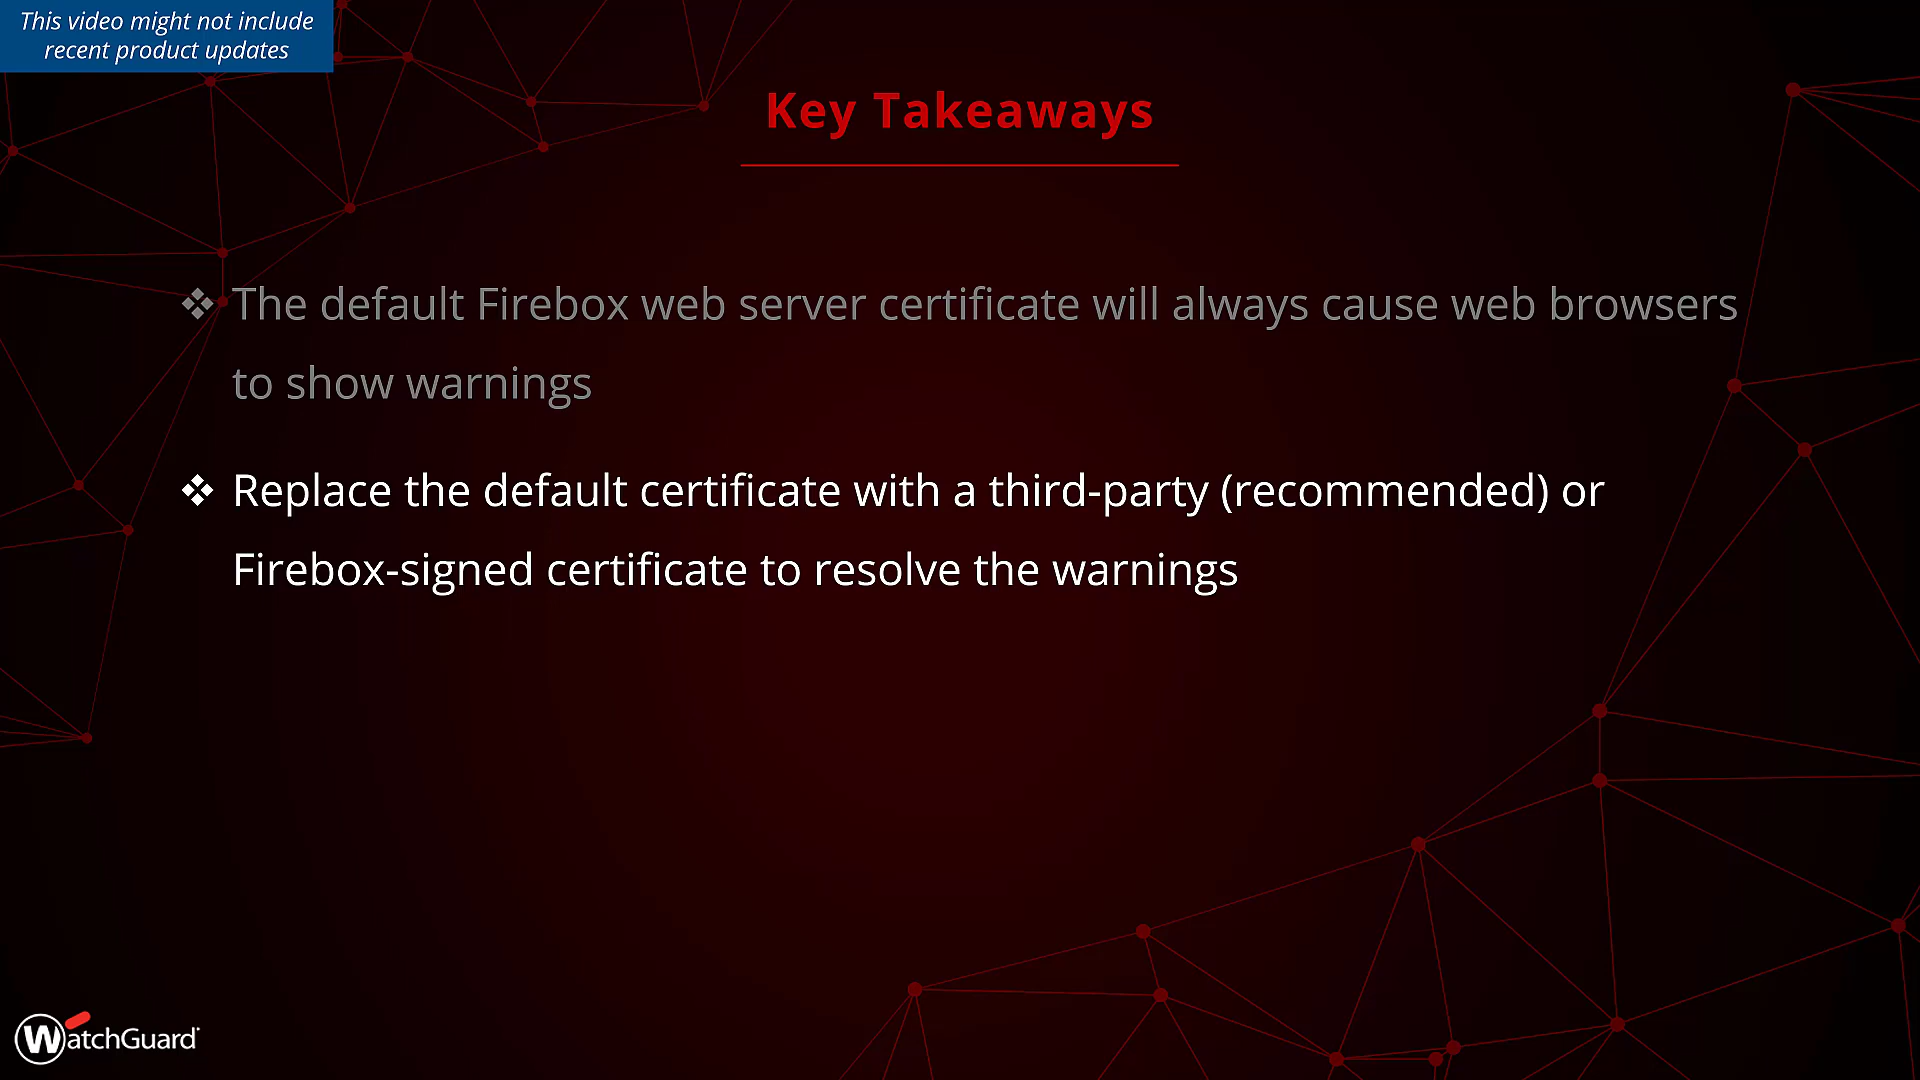 This video might not include
recent product updates
Key Takeaways
❖ The default Firebox web server certificate will always cause web browsers
to show warnings
❖ Replace the default certificate with a third-party (recommended) or
Firebox-signed certificate to resolve the warnings
WatchGuard